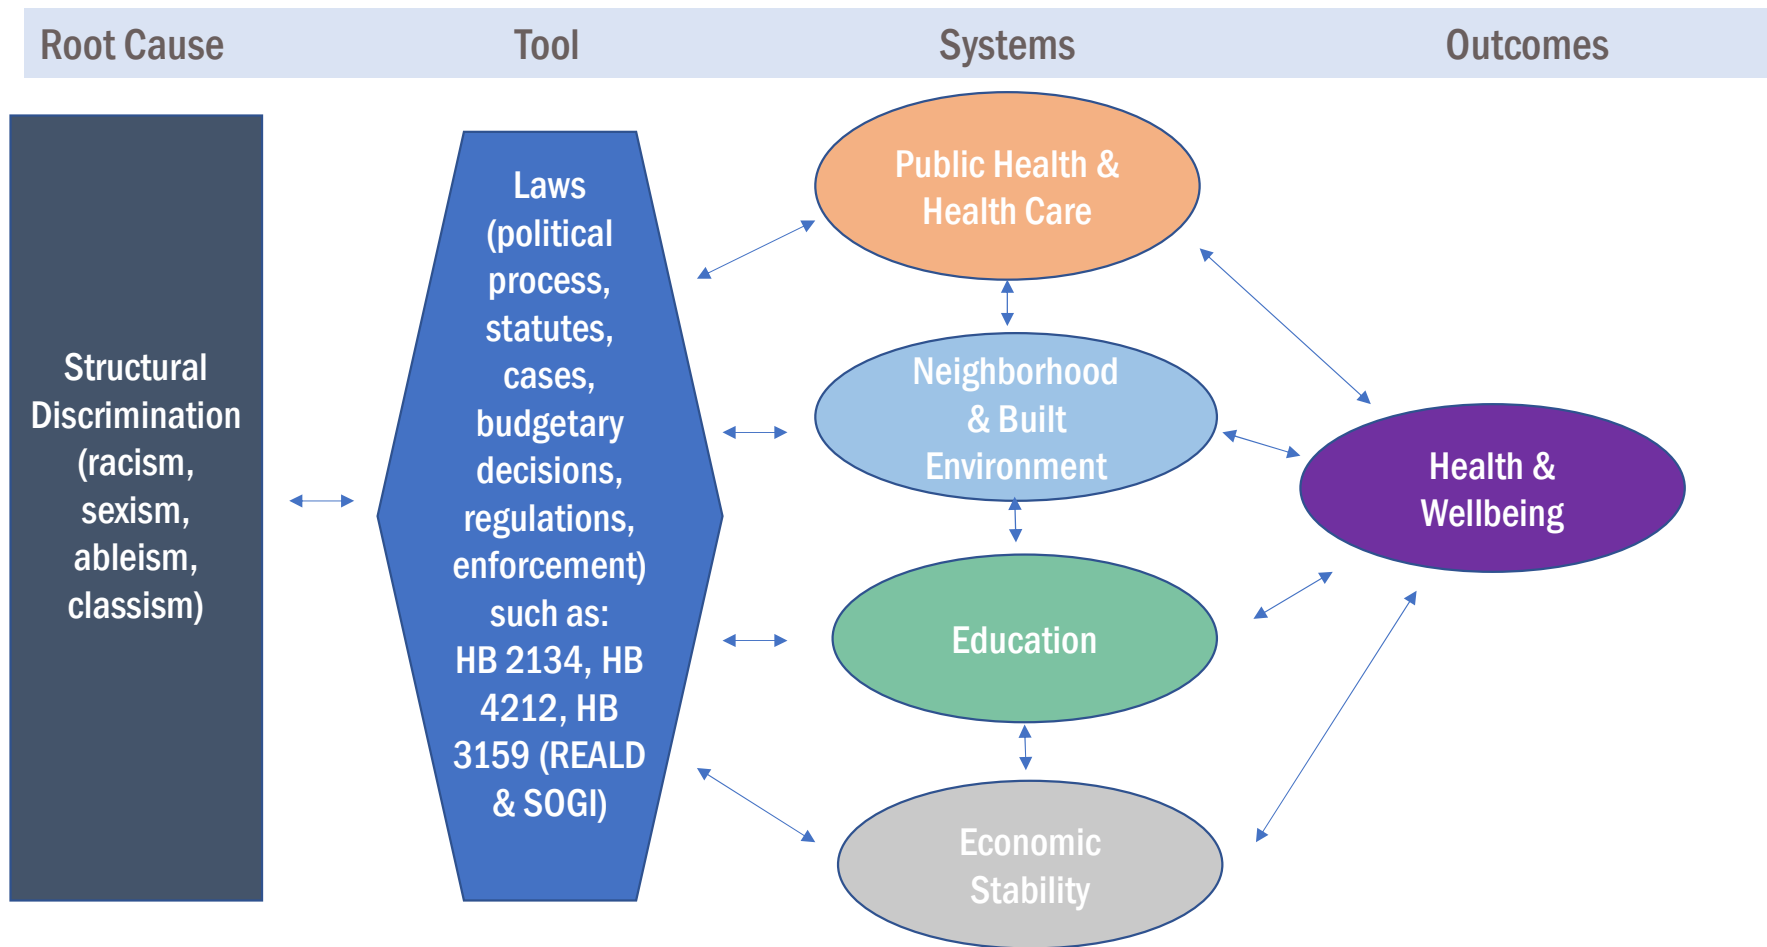 Root Cause
Tool
Systems
Outcomes
Structural
Discrimination
(racism,
sexism,
ableism,
classism)
Laws
(political
process,
statutes,
cases,
budgetary
decisions,
regulations,
enforcement)
such as:
HB 2134, HB
4212, HB
3159 (REALD
& SOGI)
Public Health &
Health Care
Neighborhood
& Built
Environment
Education
Economic
Stability
Health &
Wellbeing